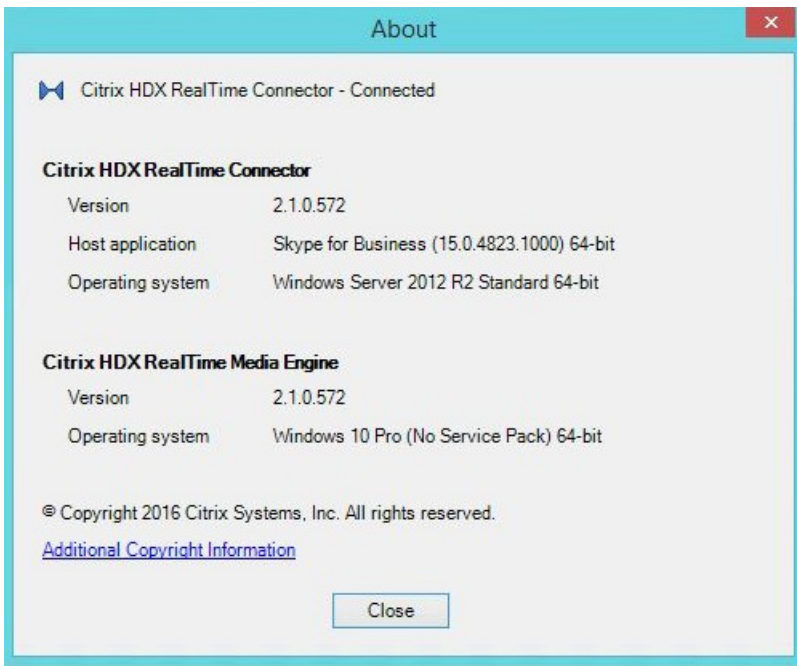 About
Citrix HDX RealTime Connector - Connected
Citrix HDX RealTime Connector
Version 2.1.0.572
Host application Skype for Business (15.0.4823.1000) 64-bit
Operating system Windows Server 2012 R2 Standard 64-bit
Citrix HDX RealTime Media Engine
Version 2.1.0.572
Operating system Windows 10 Pro (No Service Pack) 64-bit
© Copyright 2016 Citrix Systems, Inc. All rights reserved.
Additional Copyright Information
Close